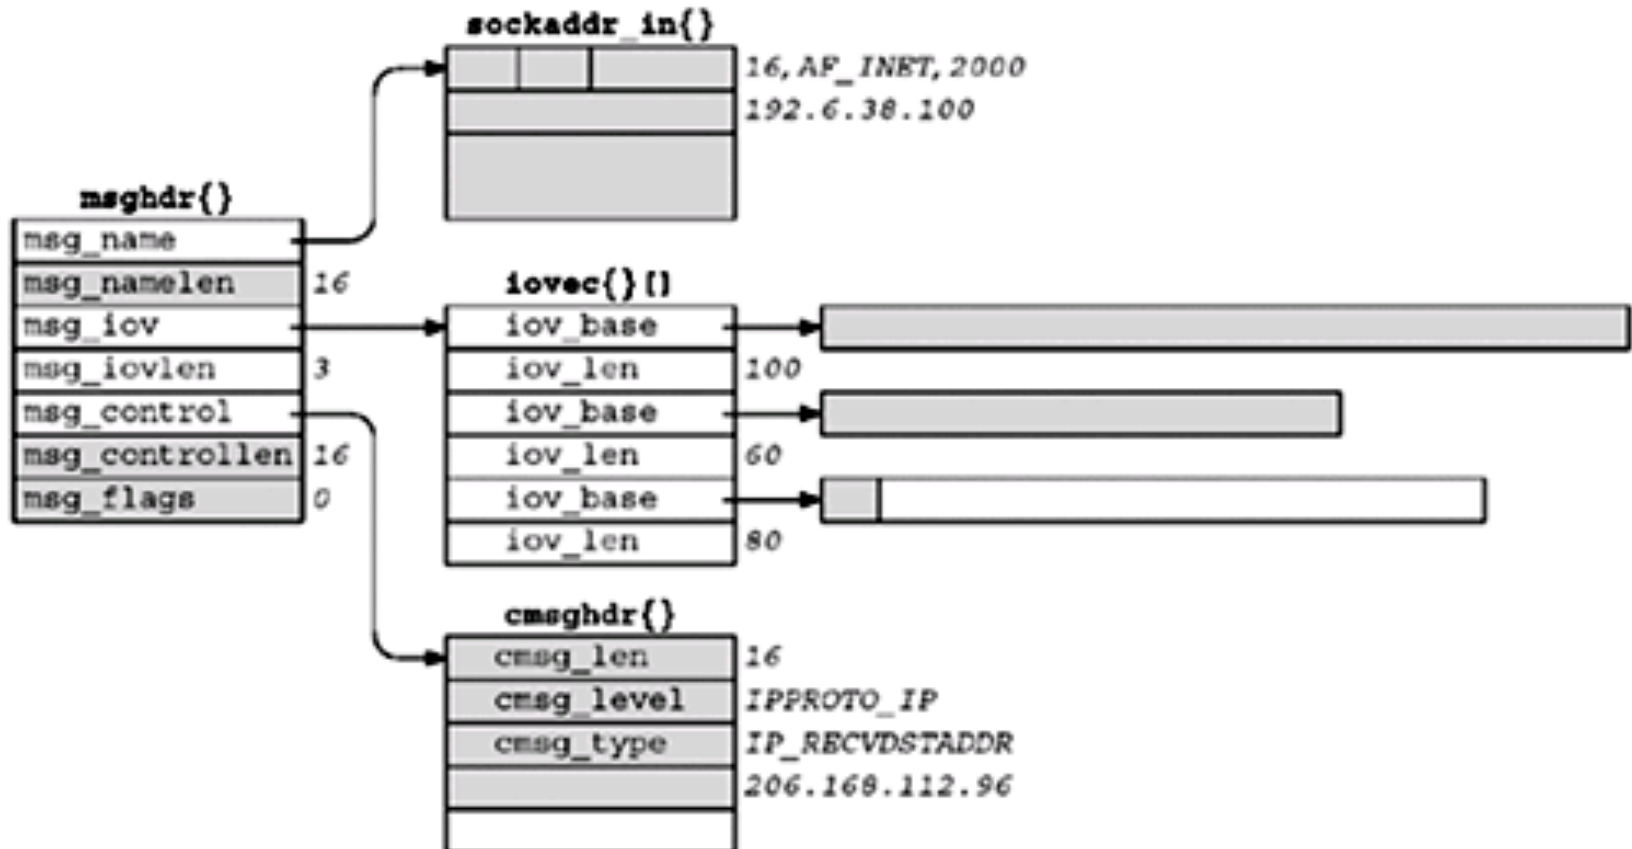 sockaddr_in{}
16, AF_INET, 2000
192.6.38.100
msghdr{}
msg_name
msg_namelen 16
msg_iov
msg_iovlen 3
msg_control
msg_controllen 16
msg_flags 0
iovec{}[]
iov_base
iov_len 100
iov_base
iov_len 60
iov_base
iov_len 80
cmsghdr{}
cmsg_len 16
cmsg_level IPPROTO_IP
cmsg_type IP_RECVDSTADDR
206.168.112.96